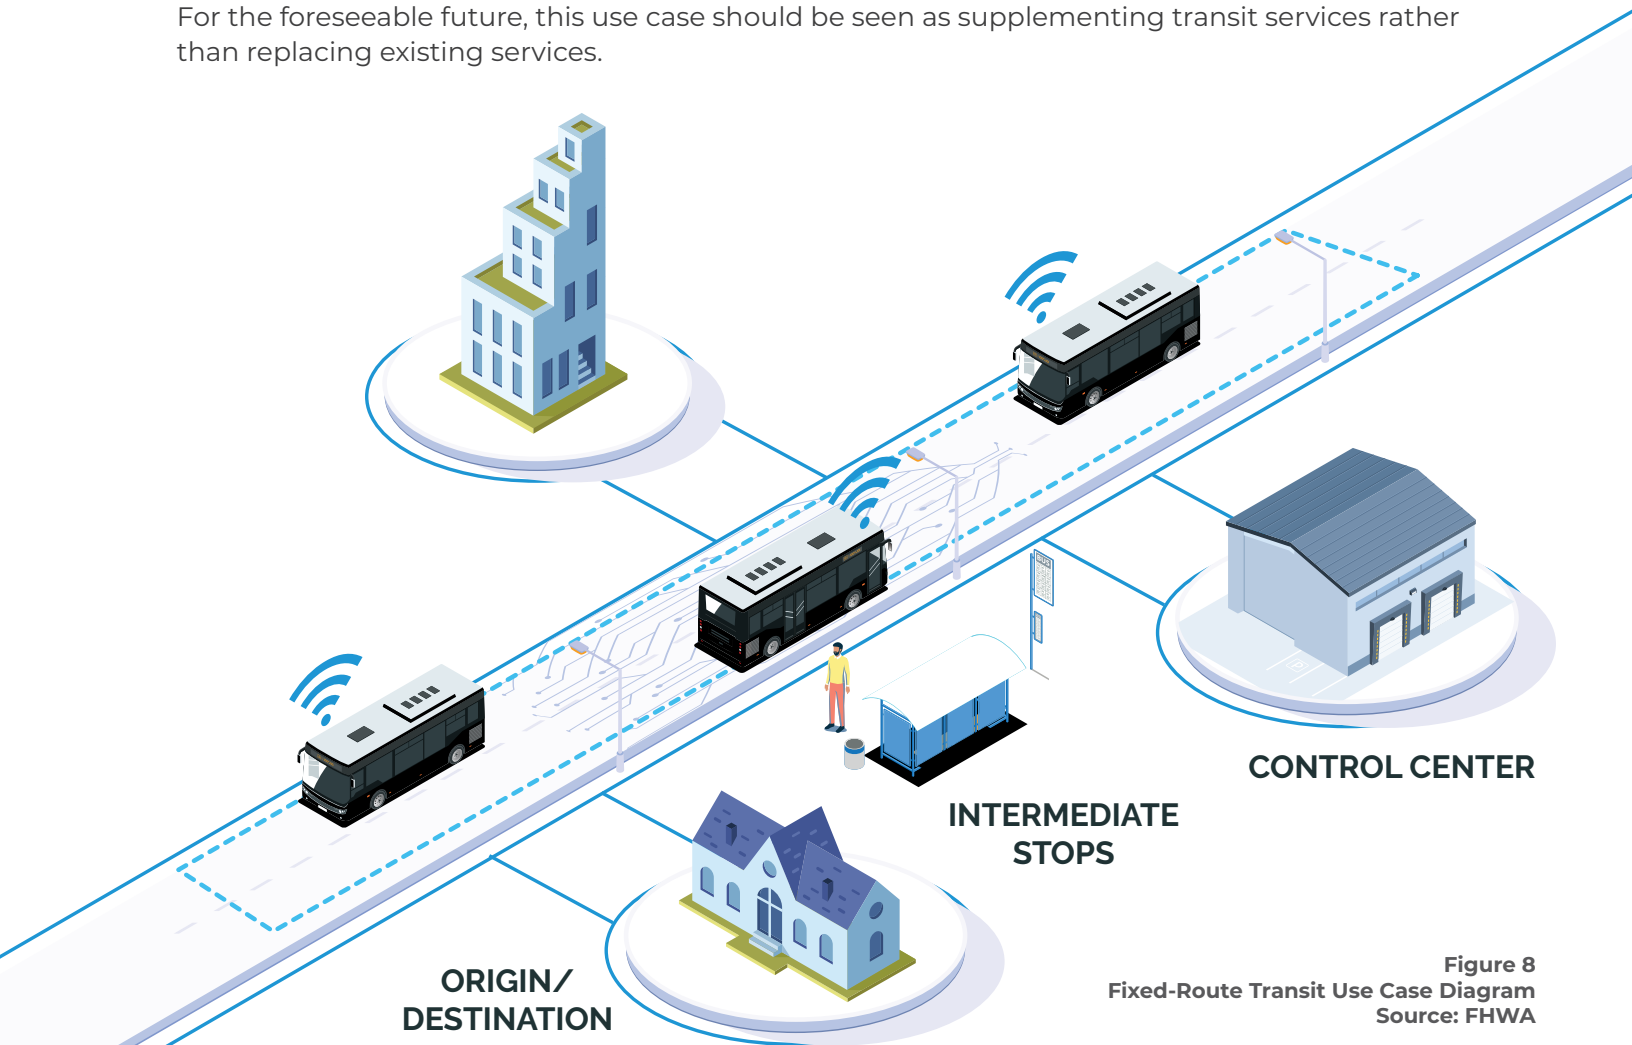 For the foreseeable future, this use case should be seen as supplementing transit services rather
than replacing existing services.
BUS
CONTROL CENTER
INTERMEDIATE
STOPS
ORIGIN/
DESTINATION
Figure 8
Fixed-Route Transit Use Case Diagram
Source: FHWA